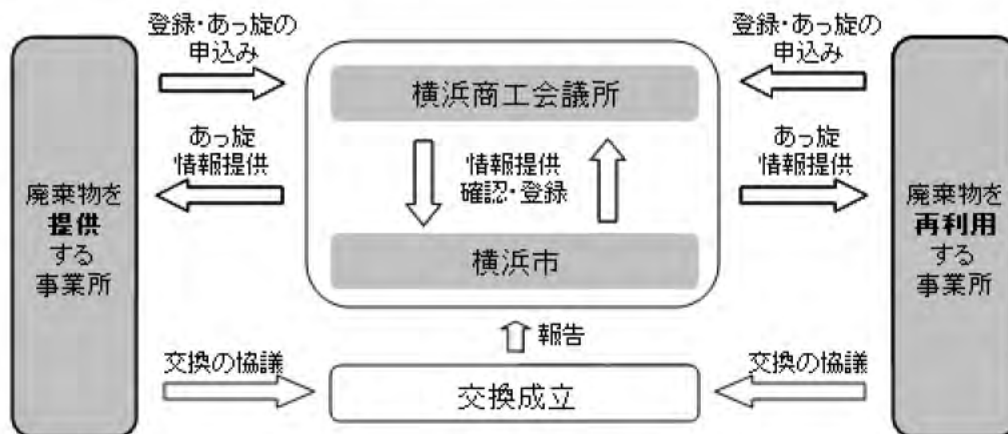 登録・あっ旋の
申込み
登録・あっ旋の
申込み
横浜商工会議所
あっ旋
情報提供
情報提供
確認・登録
あっ旋
情報提供
廃棄物を
提供
する
事業所
廃棄物を
再利用
する
事業所
横浜市
報告
交換の協議
交換の協議
交換成立